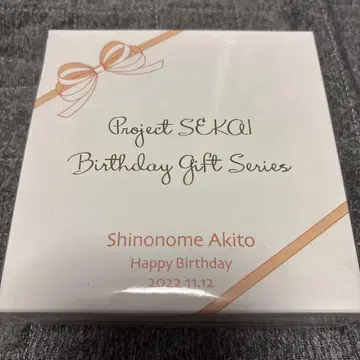 Project SEKAI
Birthday Gift Series
Shinonome Akito
Happy Birthday
2022.11.12